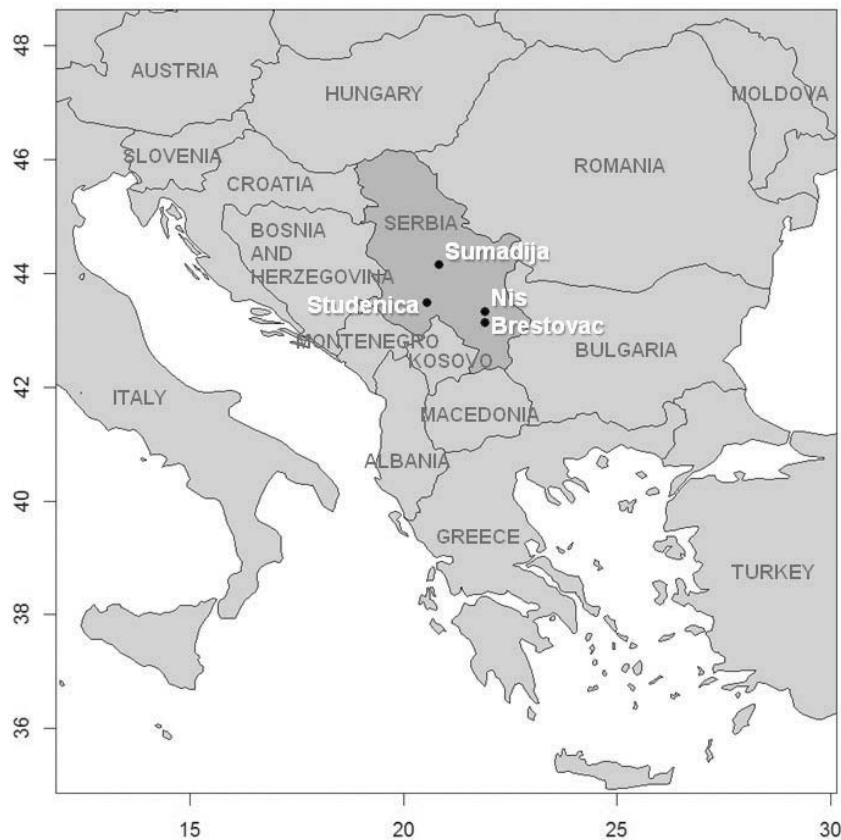 48
46
44
42
40
38
36
15
20
25
30
AUSTRIA
HUNGARY
MOLDOVA
SLOVENIA
ROMANIA
CROATIA
SERBIA
BOSNIA
AND
HERZEGOVINA
Sumadija
Studenica
Nis
Brestovac
MONTENEGRO
KOSOVO
BULGARIA
ITALY
MACEDONIA
ALBANIA
GREECE
TURKEY